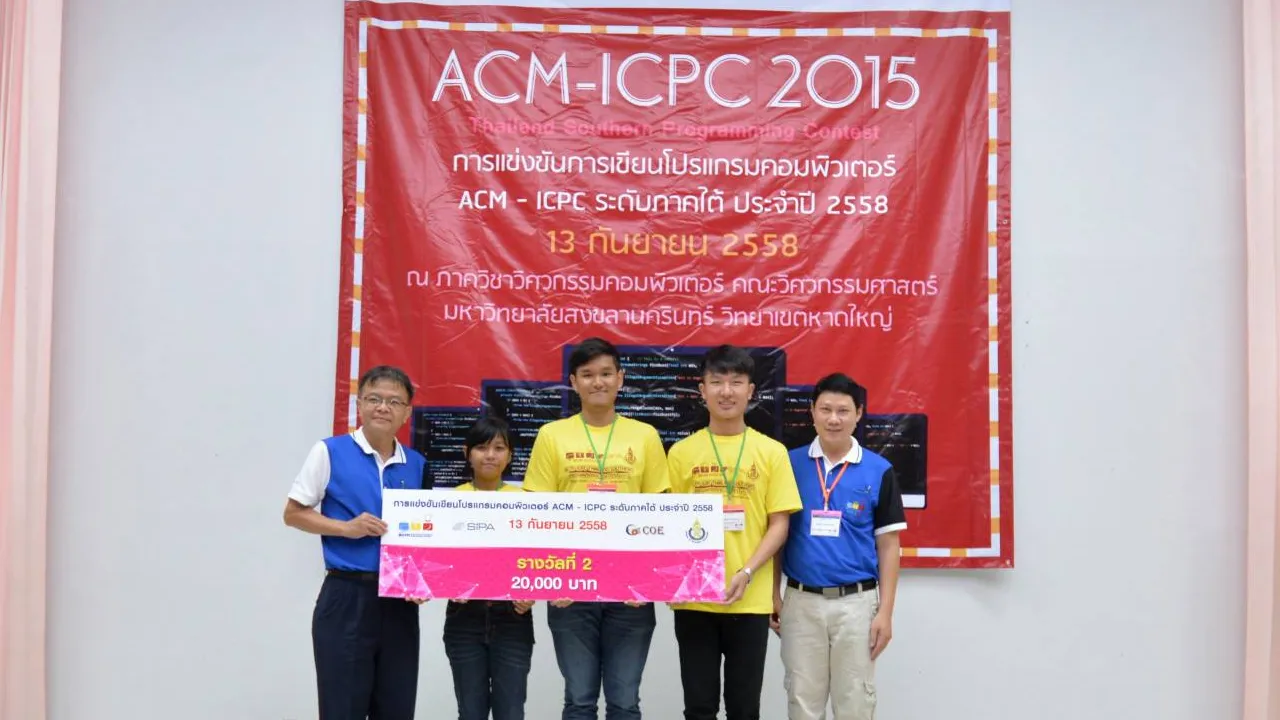 ACM-ICPC 2015
Thailand Southern Programming Contest
การแข่งขันการเขียนโปรแกรมคอมพิวเตอร์
ACM - ICPC ระดับภาคใต้ ประจำปี 2558
13 กันยายน 2558
ณ ภาควิชาวิศวกรรมคอมพิวเตอร์ คณะวิศวกรรมศาสตร์
มหาวิทยาลัยสงขลานครินทร์ วิทยาเขตหาดใหญ่
การแข่งขันเขียนโปรแกรมคอมพิวเตอร์ ACM - ICPC ระดับภาคใต้ ประจำปี 2558
SIPA 13 กันยายน 2558 COE
รางวัลที่ 2
20,000 บาท